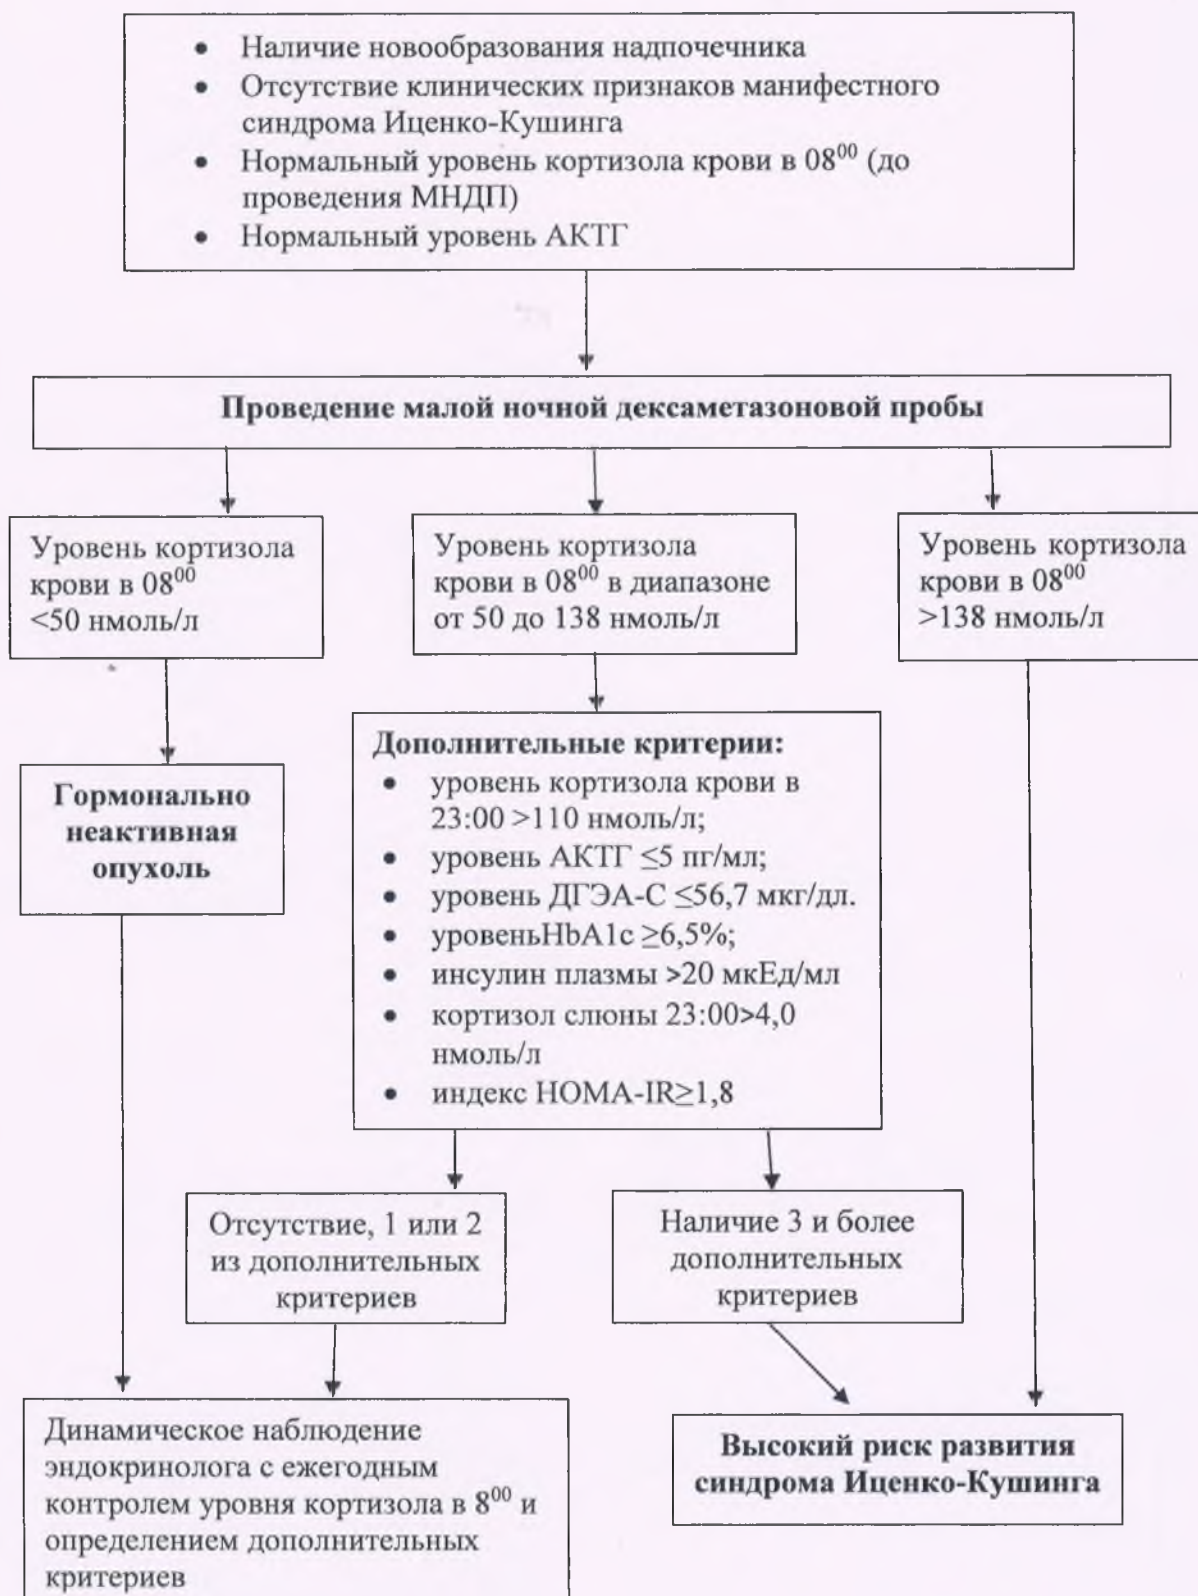 • Наличие новообразования надпочечника
• Отсутствие клинических признаков манифестного
синдрома Иценко-Кушинга
• Нормальный уровень кортизола крови в 08⁰⁰ (до
проведения МНДП)
• Нормальный уровень АКТГ
Проведение малой ночной дексаметазоновой пробы
Уровень кортизола
крови в 08⁰⁰
<50 нмоль/л
Уровень кортизола
крови в 08⁰⁰ в диапазоне
от 50 до 138 нмоль/л
Уровень кортизола
крови в 08⁰⁰
>138 нмоль/л
Гормонально
неактивная
опухоль
Дополнительные критерии:
• уровень кортизола крови в
23:00 >110 нмоль/л;
• уровень АКТГ ≤5 пг/мл;
• уровень ДГЭА-С ≤56,7 мкг/дл.
• уровеньHbA1c ≥6,5%;
• инсулин плазмы >20 мкЕд/мл
• кортизол слюны 23:00>4,0
нмоль/л
• индекс HOMA-IR≥1,8
Отсутствие, 1 или 2
из дополнительных
критериев
Наличие 3 и более
дополнительных
критериев
Динамическое наблюдение
эндокринолога с ежегодным
контролем уровня кортизола в 8⁰⁰ и
определением дополнительных
критериев
Высокий риск развития
синдрома Иценко-Кушинга